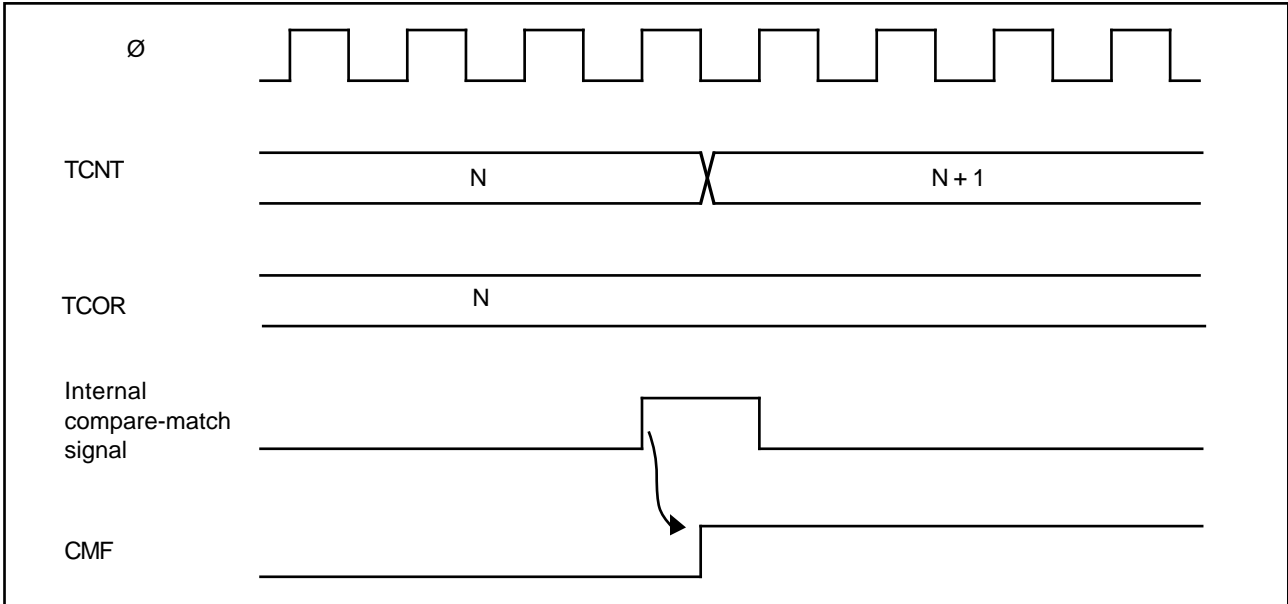 Ø
TCNT
N
N + 1
TCOR
N
Internal
compare-match
signal
CMF